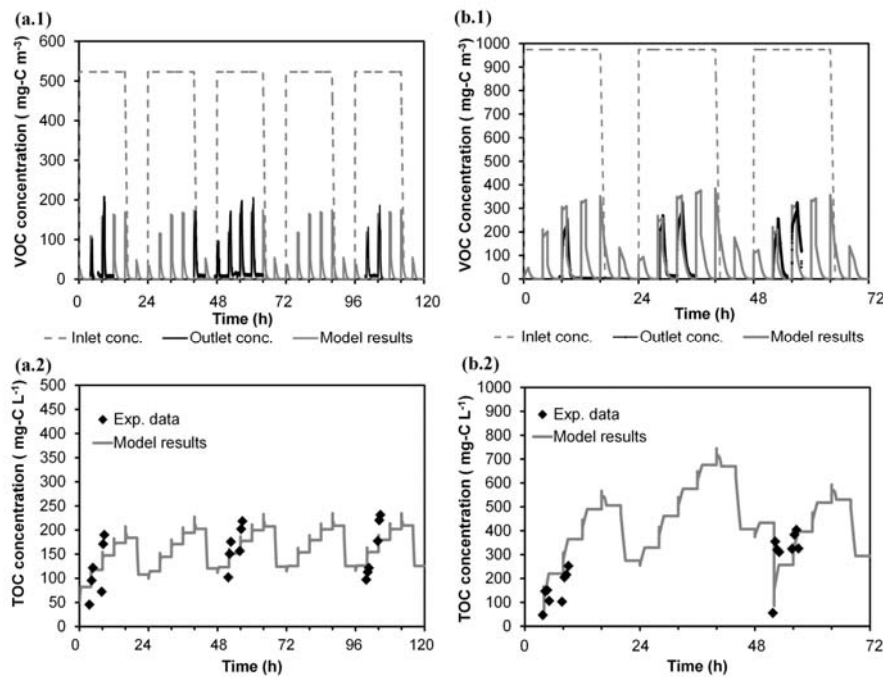 (a.1)
VOC concentration ( mg-C m⁻³)
600
500
400
300
200
100
0
0 24 48 72 96 120
Time (h)
Inlet conc. Outlet conc. Model results
(b.1)
VOC Concentration ( mg-C m⁻³)
1000
900
800
700
600
500
400
300
200
100
0
0 24 48 72
Time (h)
Inlet conc. Outlet conc. Model results
(a.2)
TOC concentration ( mg-C L⁻¹)
500
450
400
350
300
250
200
150
100
50
0
Exp. data
Model results
0 24 48 72 96 120
Time (h)
(b.2)
TOC concentration ( mg-C L⁻¹)
1000
900
800
700
600
500
400
300
200
100
0
Exp. data
Model results
0 24 48 72
Time (h)